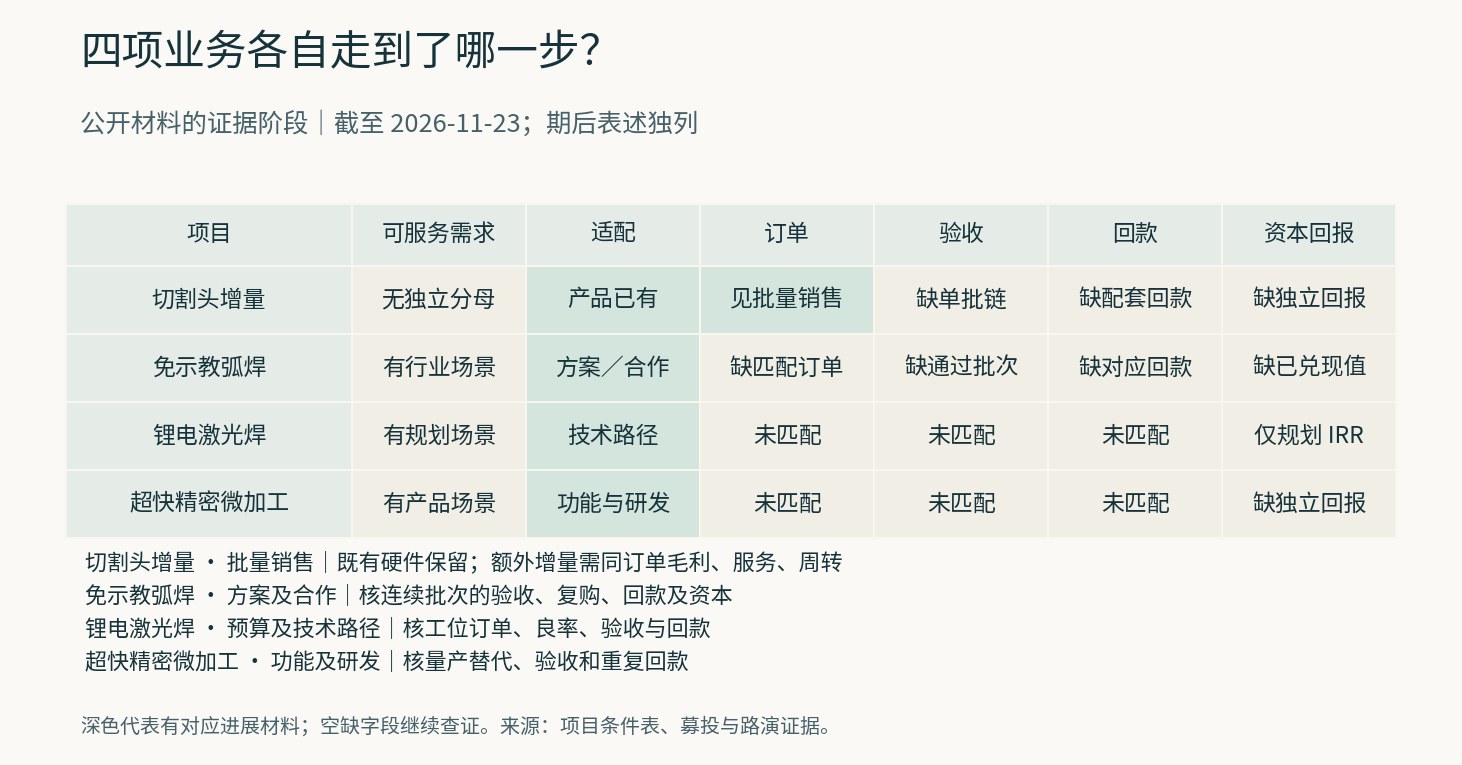 四项业务各自走到了哪一步？
公开材料的证据阶段｜截至 2026-11-23；期后表述独列
项目 可服务需求 适配 订单 验收 回款 资本回报
切割头增量 无独立分母 产品已有 见批量销售 缺单批链 缺配套回款 缺独立回报
免示教弧焊 有行业场景 方案／合作 缺匹配订单 缺通过批次 缺对应回款 缺已兑现值
锂电激光焊 有规划场景 技术路径 未匹配 未匹配 未匹配 仅规划 IRR
超快精密微加工 有产品场景 功能与研发 未匹配 未匹配 未匹配 缺独立回报
切割头增量 • 批量销售｜既有硬件保留；额外增量需同订单毛利、服务、周转
免示教弧焊 • 方案及合作｜核连续批次的验收、复购、回款及资本
锂电激光焊 • 预算及技术路径｜核工位订单、良率、验收与回款
超快精密微加工 • 功能及研发｜核量产替代、验收和重复回款
深色代表有对应进展材料；空缺字段继续查证。来源：项目条件表、募投与路演证据。